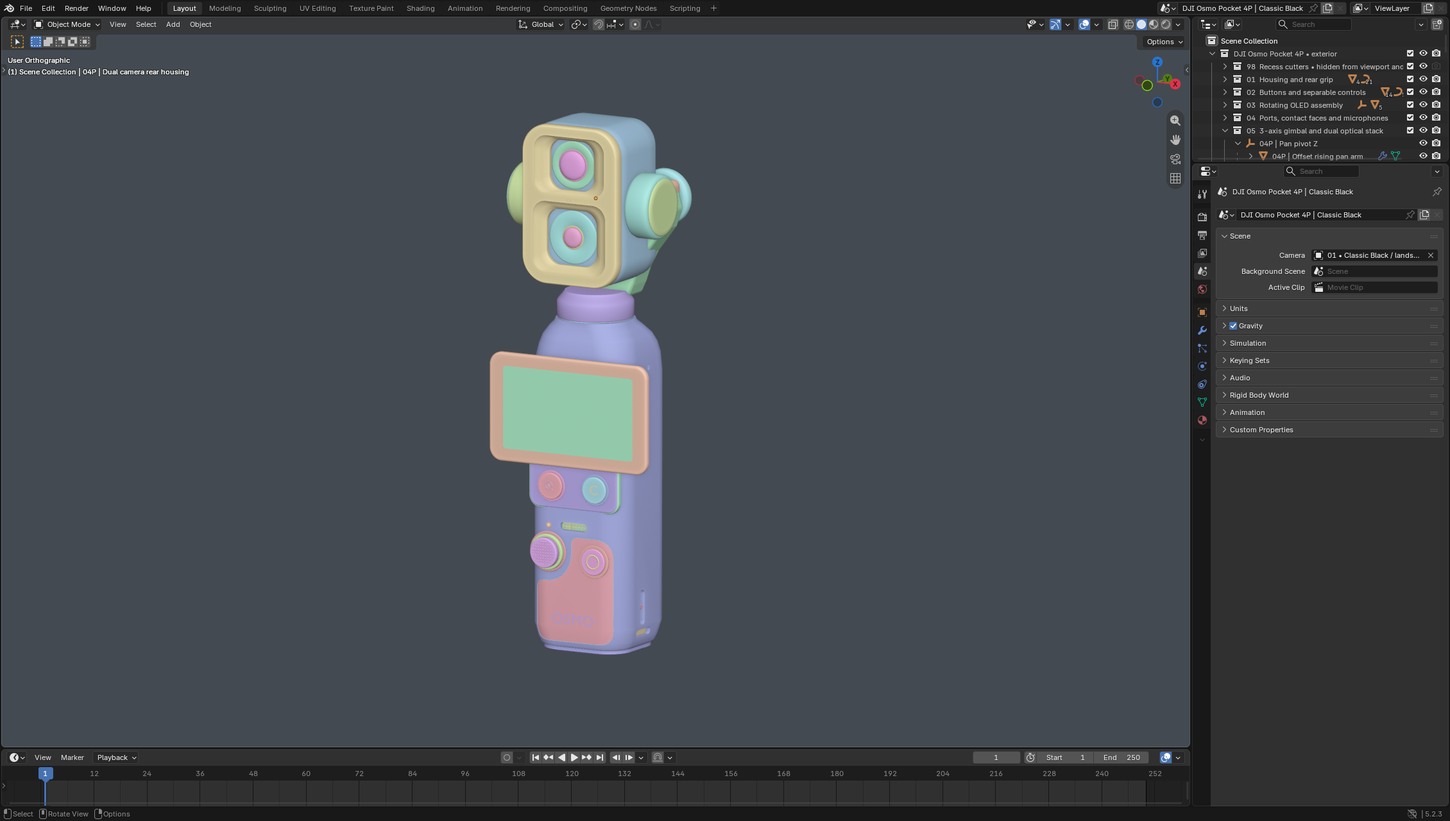 File Edit Render Window Help Layout Modeling Sculpting UV Editing Texture Paint Shading Animation Rendering Compositing Geometry Nodes Scripting + DJI Osmo Pocket 4P | Classic Black ViewLayer
Object Mode View Select Add Object Global Search
Options
User Orthographic
(1) Scene Collection | 04P | Dual camera rear housing
Z
Y
X
Scene Collection
DJI Osmo Pocket 4P • exterior
98 Recess cutters • hidden from viewport and
01 Housing and rear grip
02 Buttons and separable controls
03 Rotating OLED assembly
04 Ports, contact faces and microphones
05 3-axis gimbal and dual optical stack
04P | Pan pivot Z
04P | Offset rising pan arm
Search
DJI Osmo Pocket 4P | Classic Black
DJI Osmo Pocket 4P | Classic Black
Scene
Camera 01 • Classic Black / lands...
Background Scene Scene
Active Clip Movie Clip
Units
Gravity
Simulation
Keying Sets
Audio
Rigid Body World
Animation
Custom Properties
View Marker Playback 1 Start 1 End 250
1 12 24 36 48 60 72 84 96 108 120 132 144 156 168 180 192 204 216 228 240 252
Select Rotate View Options 5.2.3